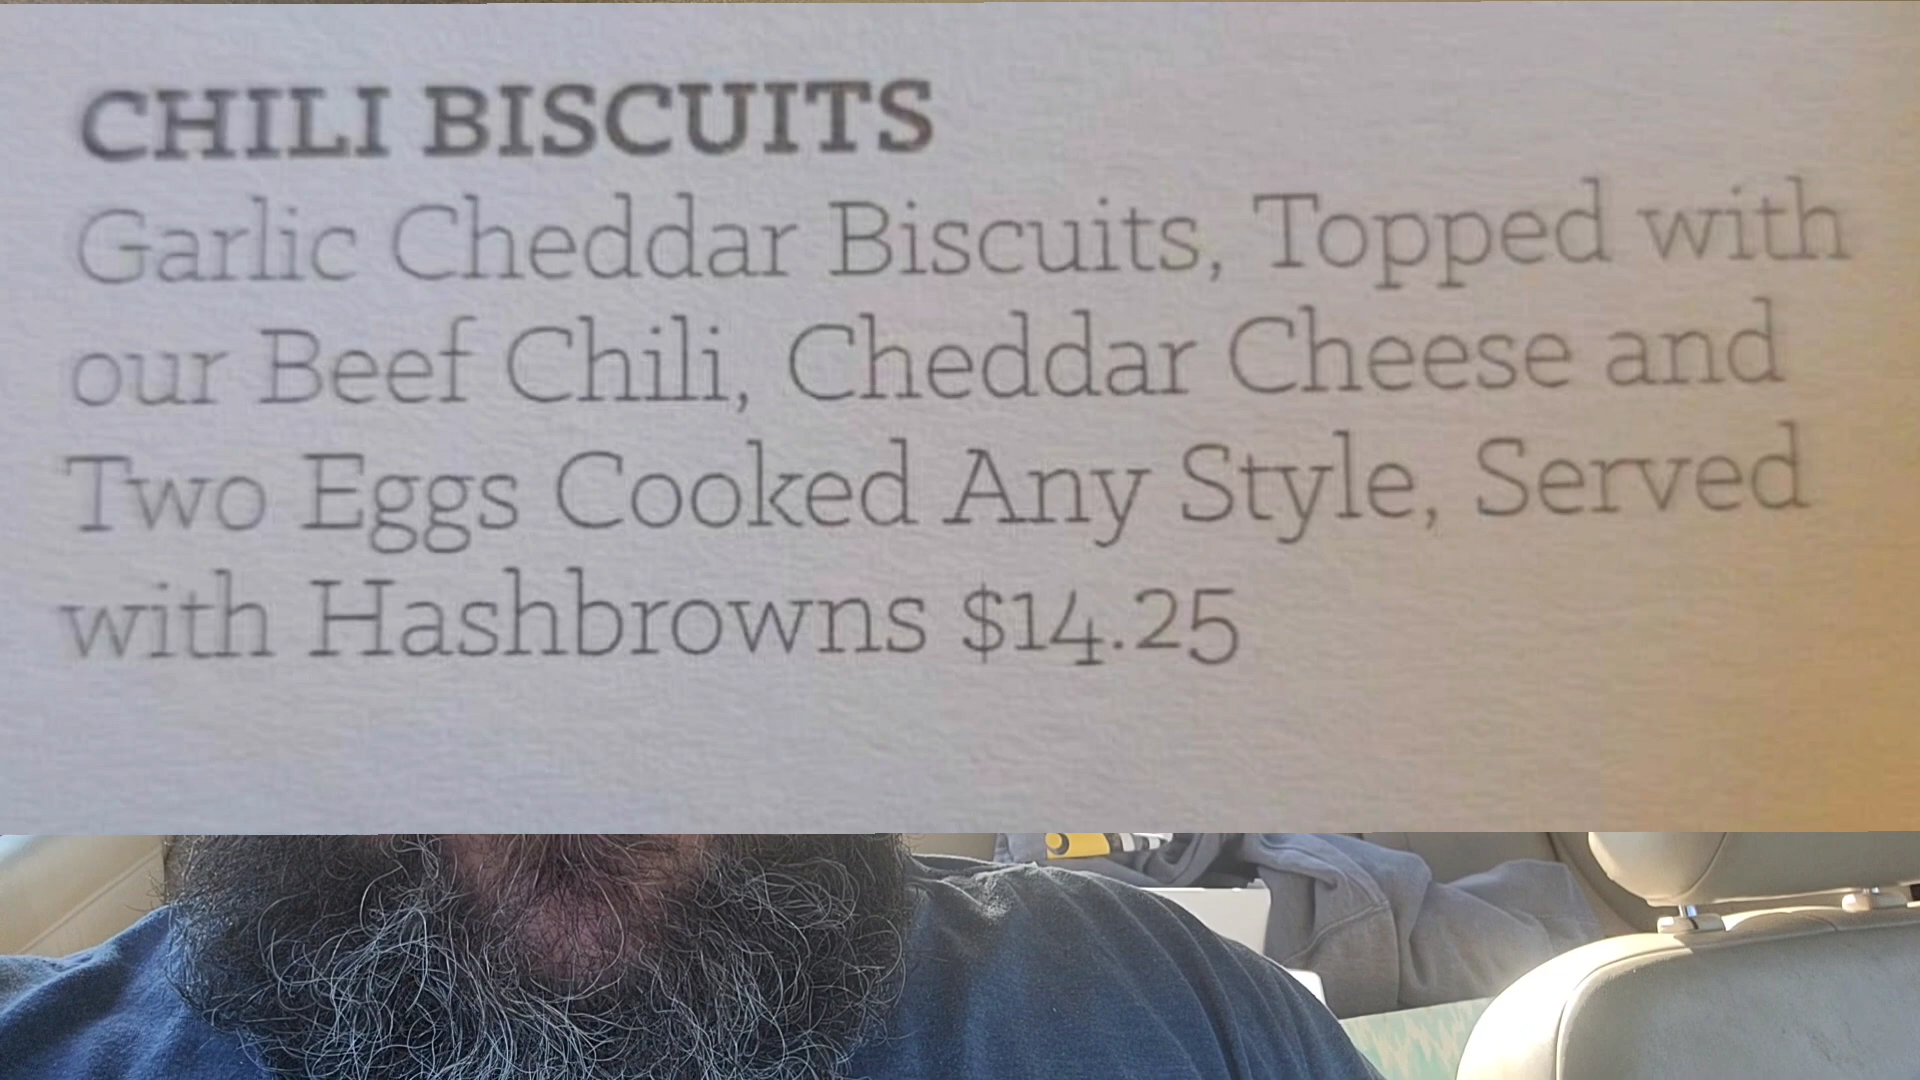 CHILI BISCUITS
Garlic Cheddar Biscuits, Topped with
our Beef Chili, Cheddar Cheese and
Two Eggs Cooked Any Style, Served
with Hashbrowns $14.25